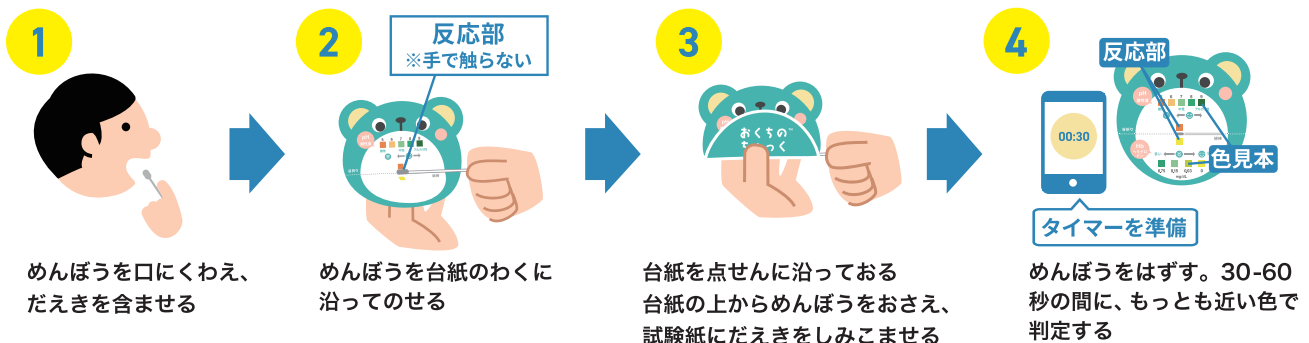 1
2
反応部
※手で触らない
3
おくちの
ちぇっく
4
反応部
00:30
色見本
タイマーを準備
めんぼうを口にくわえ、
だえきを含ませる
めんぼうを台紙のわくに
沿ってのせる
台紙を点せんに沿っておる
台紙の上からめんぼうをおさえ、
試験紙にだえきをしみこませる
めんぼうをはずす。30-60
秒の間に、もっとも近い色で
判定する